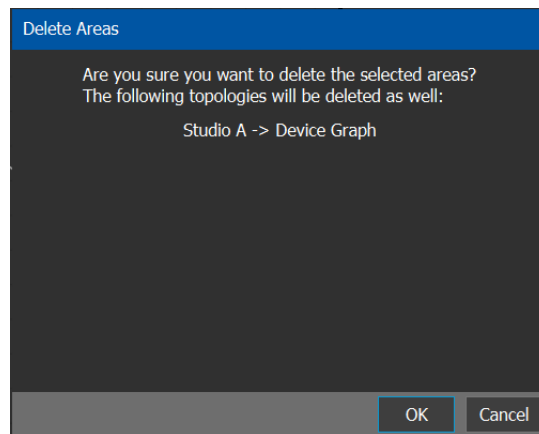 Delete Areas
Are you sure you want to delete the selected areas?
The following topologies will be deleted as well:
Studio A -> Device Graph
OK
Cancel